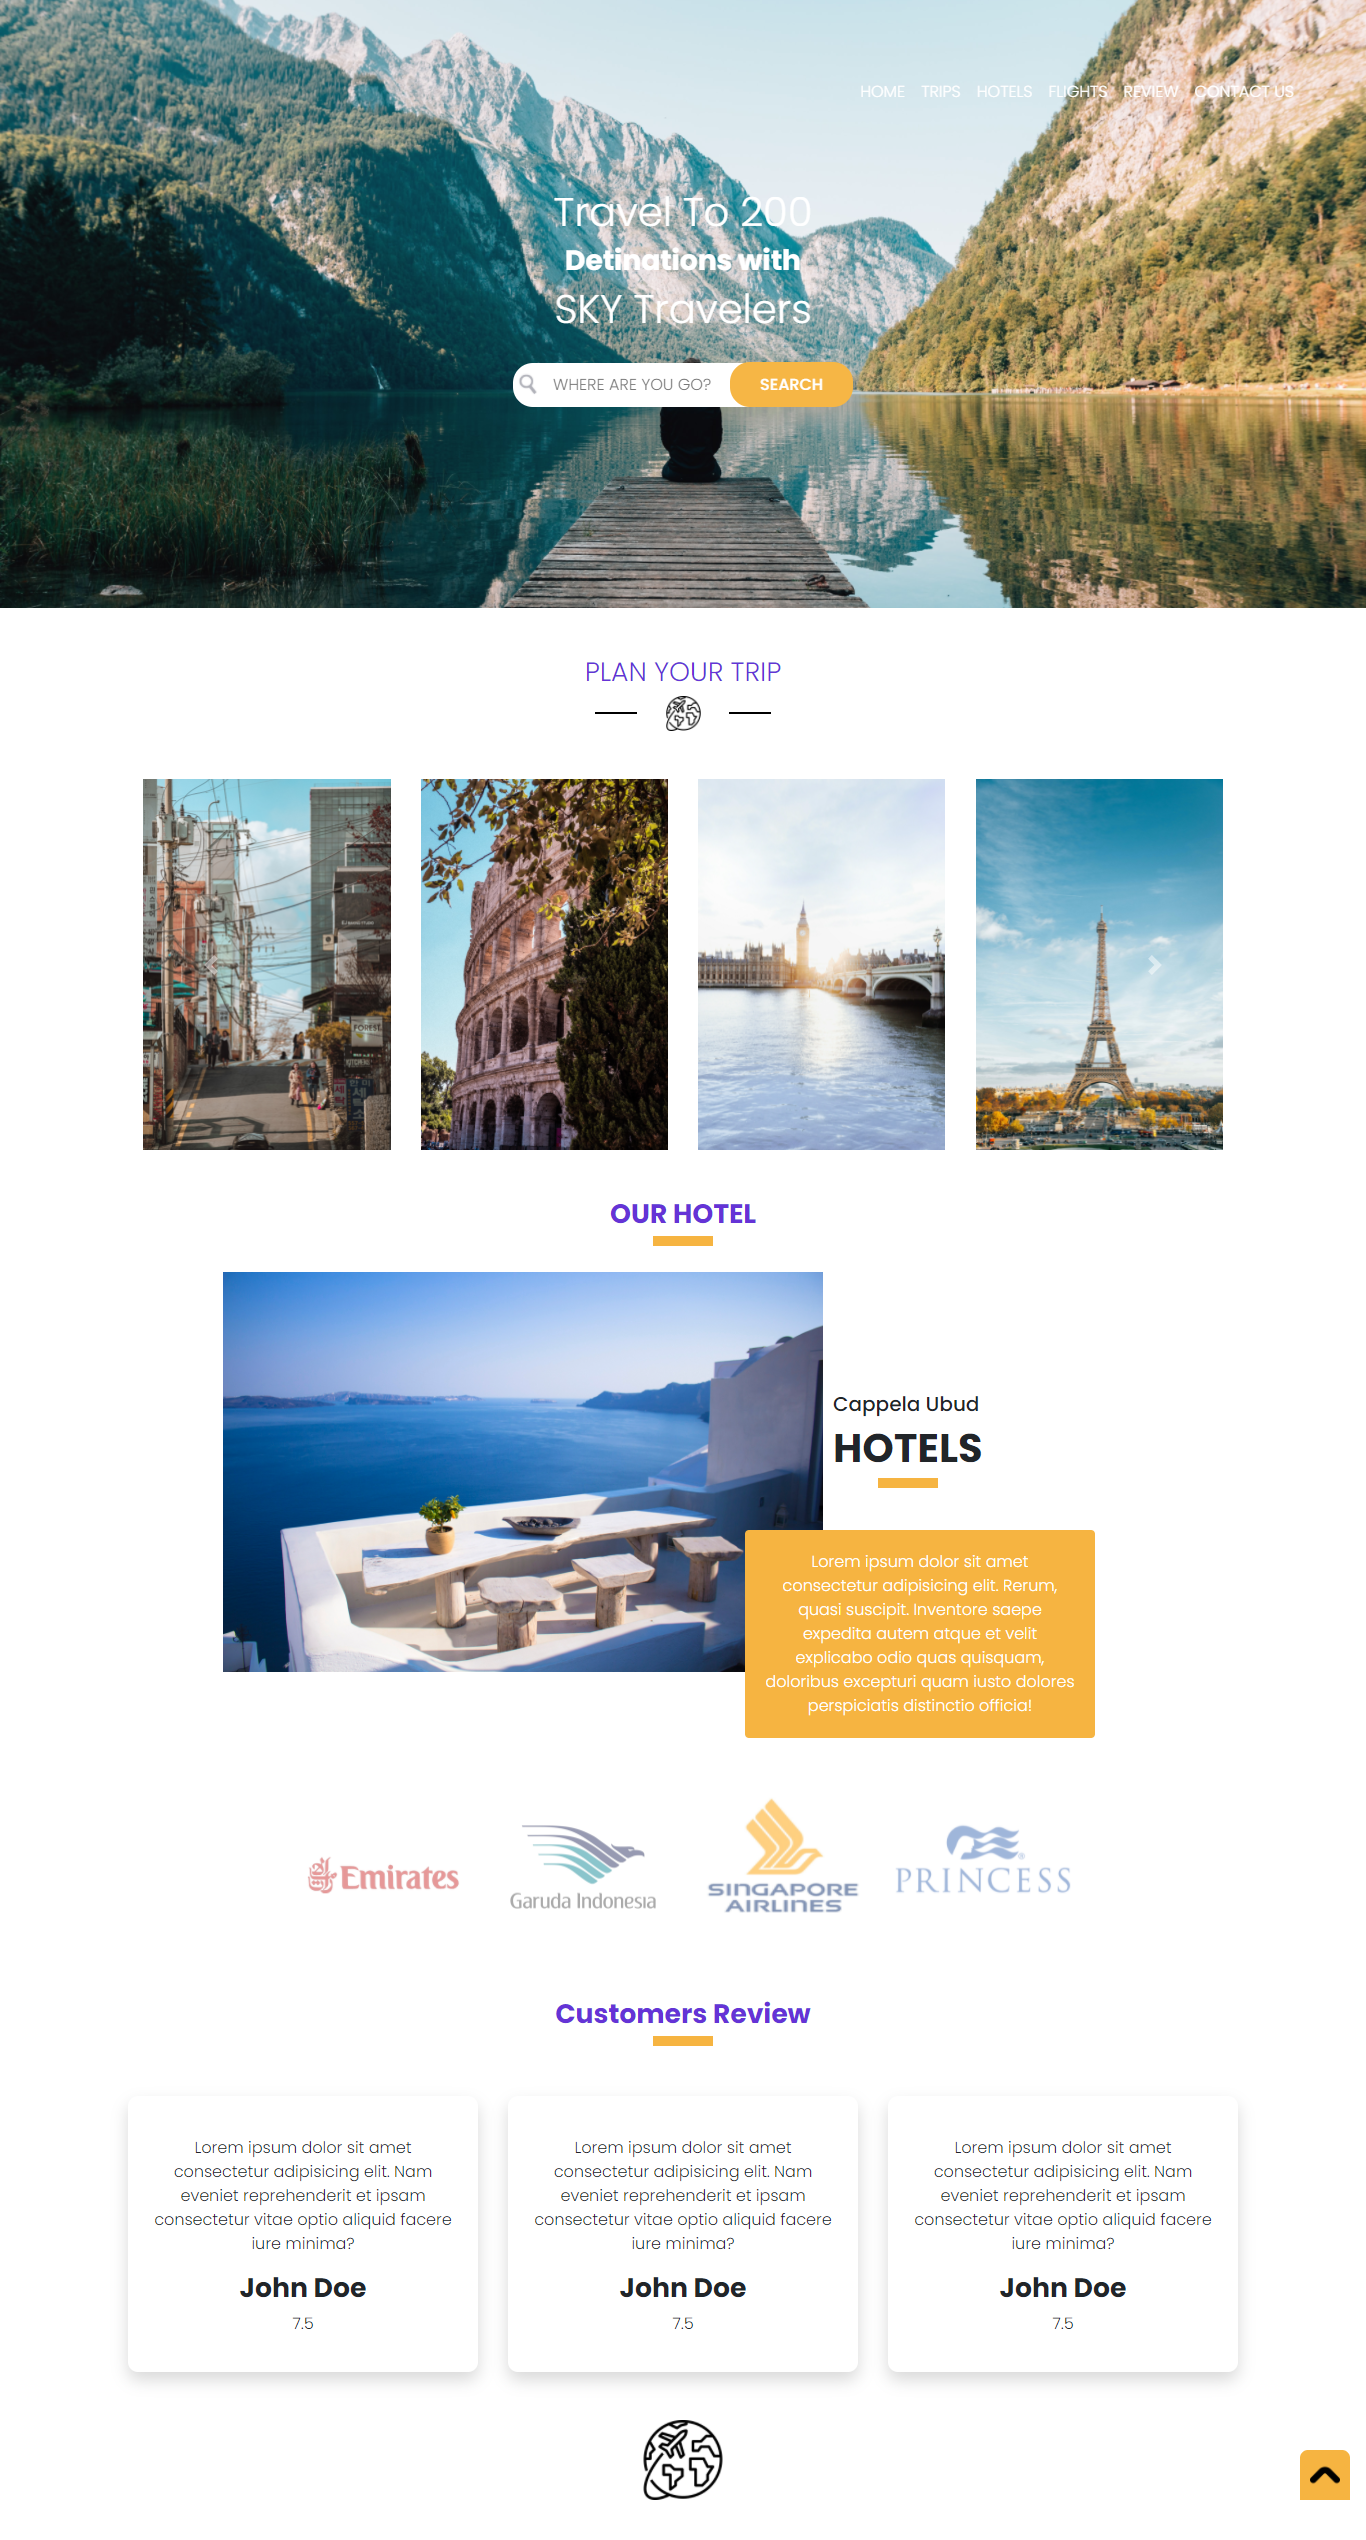 HOME TRIPS HOTELS FLIGHTS REVIEW CONTACT US
Travel To 200
Detinations with
SKY Travelers
WHERE ARE YOU GO?
SEARCH
PLAN YOUR TRIP
FOREST
OUR HOTEL
Cappela Ubud
HOTELS
Lorem ipsum dolor sit amet
consectetur adipisicing elit. Rerum,
quasi suscipit. Inventore saepe
expedita autem atque et velit
explicabo odio quas quisquam,
doloribus excepturi quam iusto dolores
perspiciatis distinctio officia!
Emirates
Garuda Indonesia
SINGAPORE
AIRLINES
PRINCESS
Customers Review
Lorem ipsum dolor sit amet
consectetur adipisicing elit. Nam
eveniet reprehenderit et ipsam
consectetur vitae optio aliquid facere
iure minima?
John Doe
7.5
Lorem ipsum dolor sit amet
consectetur adipisicing elit. Nam
eveniet reprehenderit et ipsam
consectetur vitae optio aliquid facere
iure minima?
John Doe
7.5
Lorem ipsum dolor sit amet
consectetur adipisicing elit. Nam
eveniet reprehenderit et ipsam
consectetur vitae optio aliquid facere
iure minima?
John Doe
7.5